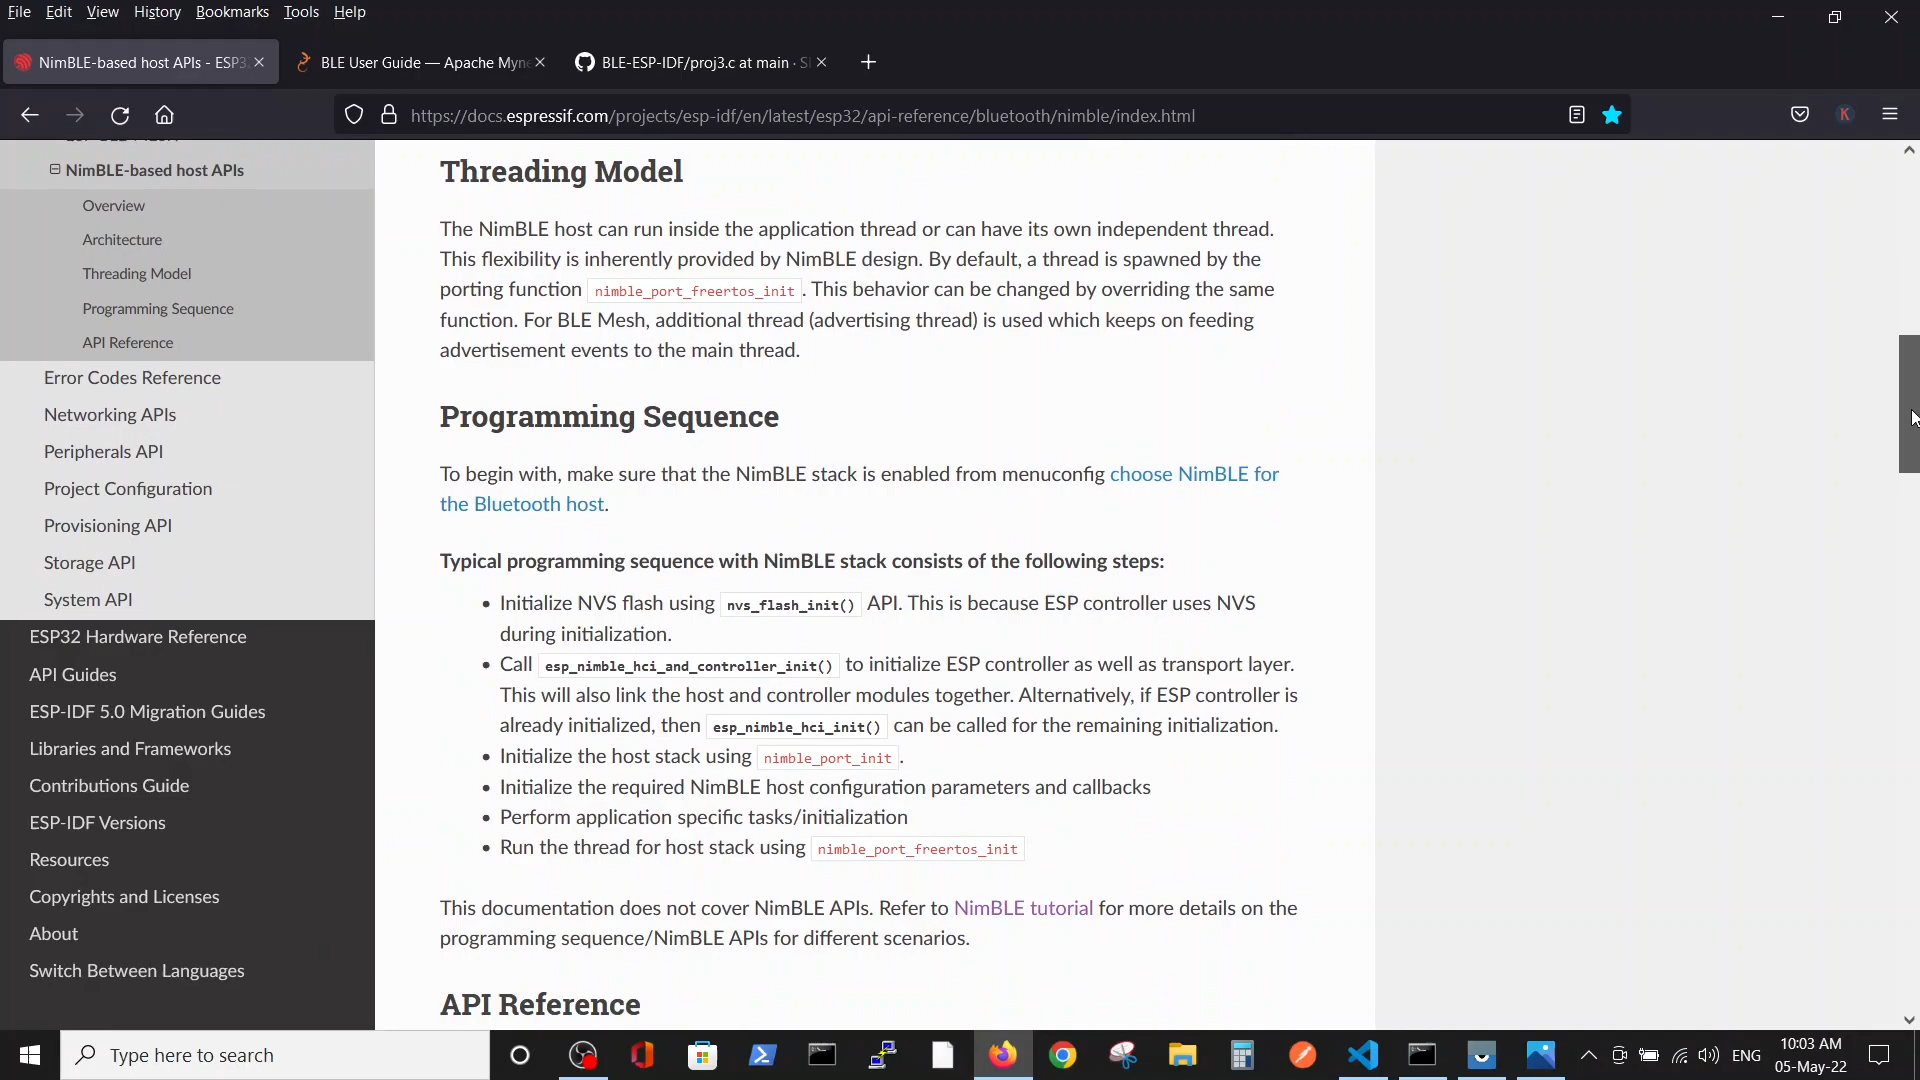 File Edit View History Bookmarks Tools Help
NimBLE-based host APIs - ESP3
BLE User Guide — Apache Myne
BLE-ESP-IDF/proj3.c at main ·
https://docs.espressif.com/projects/esp-idf/en/latest/esp32/api-reference/bluetooth/nimble/index.html
K
NimBLE-based host APIs
Overview
Architecture
Threading Model
Programming Sequence
API Reference
Error Codes Reference
Networking APIs
Peripherals API
Project Configuration
Provisioning API
Storage API
System API
ESP32 Hardware Reference
API Guides
ESP-IDF 5.0 Migration Guides
Libraries and Frameworks
Contributions Guide
ESP-IDF Versions
Resources
Copyrights and Licenses
About
Switch Between Languages
Threading Model
The NimBLE host can run inside the application thread or can have its own independent thread.
This flexibility is inherently provided by NimBLE design. By default, a thread is spawned by the
porting function nimble_port_freertos_init. This behavior can be changed by overriding the same
function. For BLE Mesh, additional thread (advertising thread) is used which keeps on feeding
advertisement events to the main thread.
Programming Sequence
To begin with, make sure that the NimBLE stack is enabled from menuconfig choose NimBLE for
the Bluetooth host.
Typical programming sequence with NimBLE stack consists of the following steps:
• Initialize NVS flash using nvs_flash_init() API. This is because ESP controller uses NVS
during initialization.
• Call esp_nimble_hci_and_controller_init() to initialize ESP controller as well as transport layer.
This will also link the host and controller modules together. Alternatively, if ESP controller is
already initialized, then esp_nimble_hci_init() can be called for the remaining initialization.
• Initialize the host stack using nimble_port_init.
• Initialize the required NimBLE host configuration parameters and callbacks
• Perform application specific tasks/initialization
• Run the thread for host stack using nimble_port_freertos_init
This documentation does not cover NimBLE APIs. Refer to NimBLE tutorial for more details on the
programming sequence/NimBLE APIs for different scenarios.
API Reference
Type here to search
ENG
10:03 AM
05-May-22